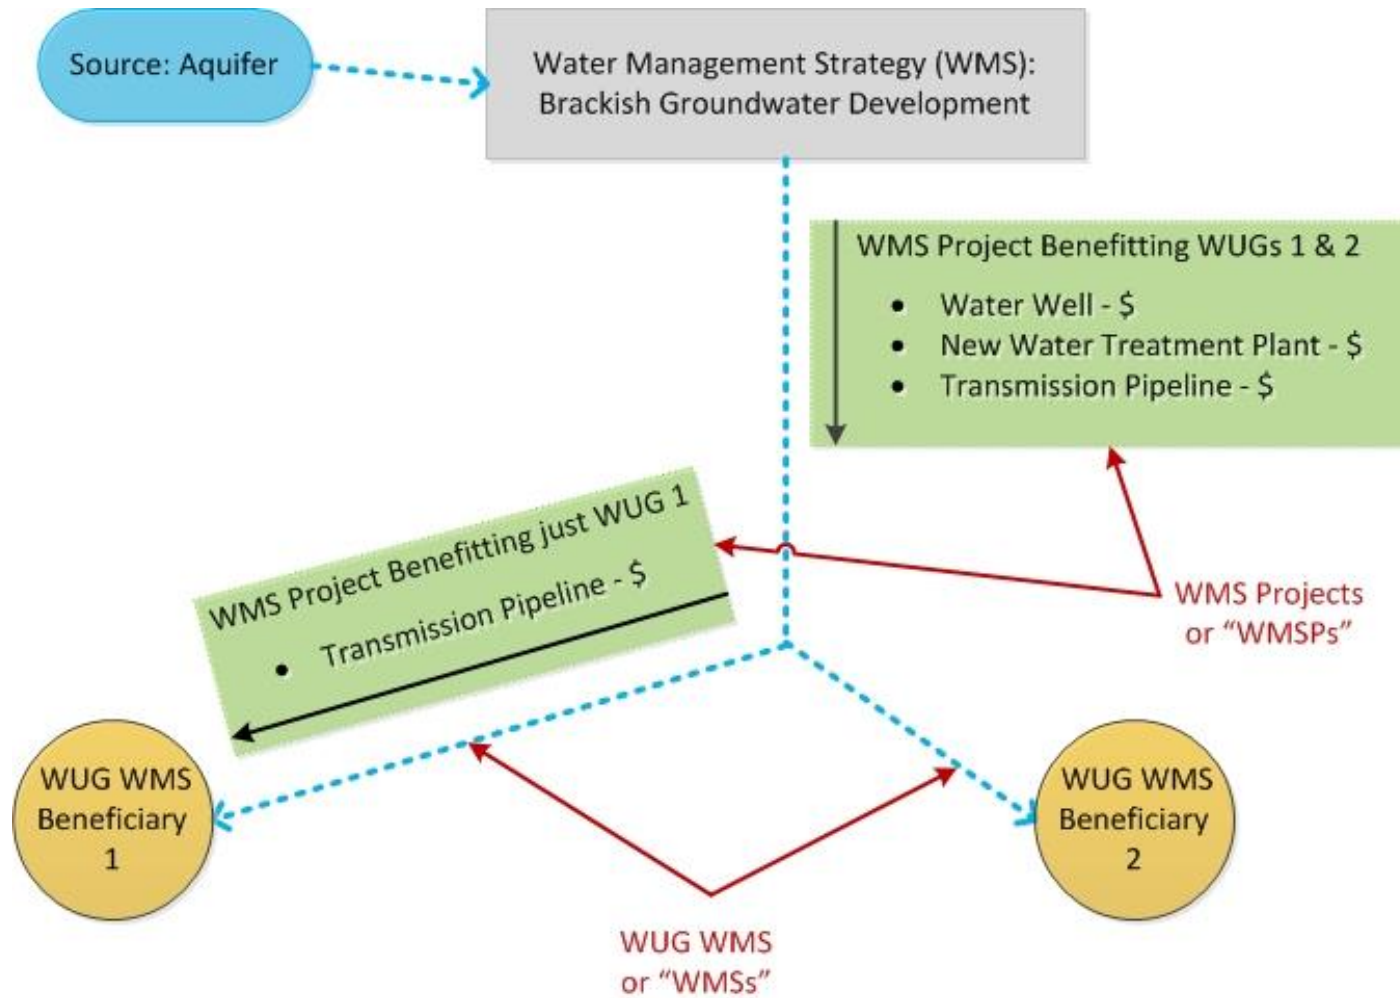 Source: Aquifer
Water Management Strategy (WMS):
Brackish Groundwater Development
WMS Project Benefitting WUGs 1 & 2
• Water Well - $
• New Water Treatment Plant - $
• Transmission Pipeline - $
WMS Project Benefitting just WUG 1
• Transmission Pipeline - $
WMS Projects
or “WMSPs”
WUG WMS
Beneficiary
1
WUG WMS
Beneficiary
2
WUG WMS
or “WMSs”